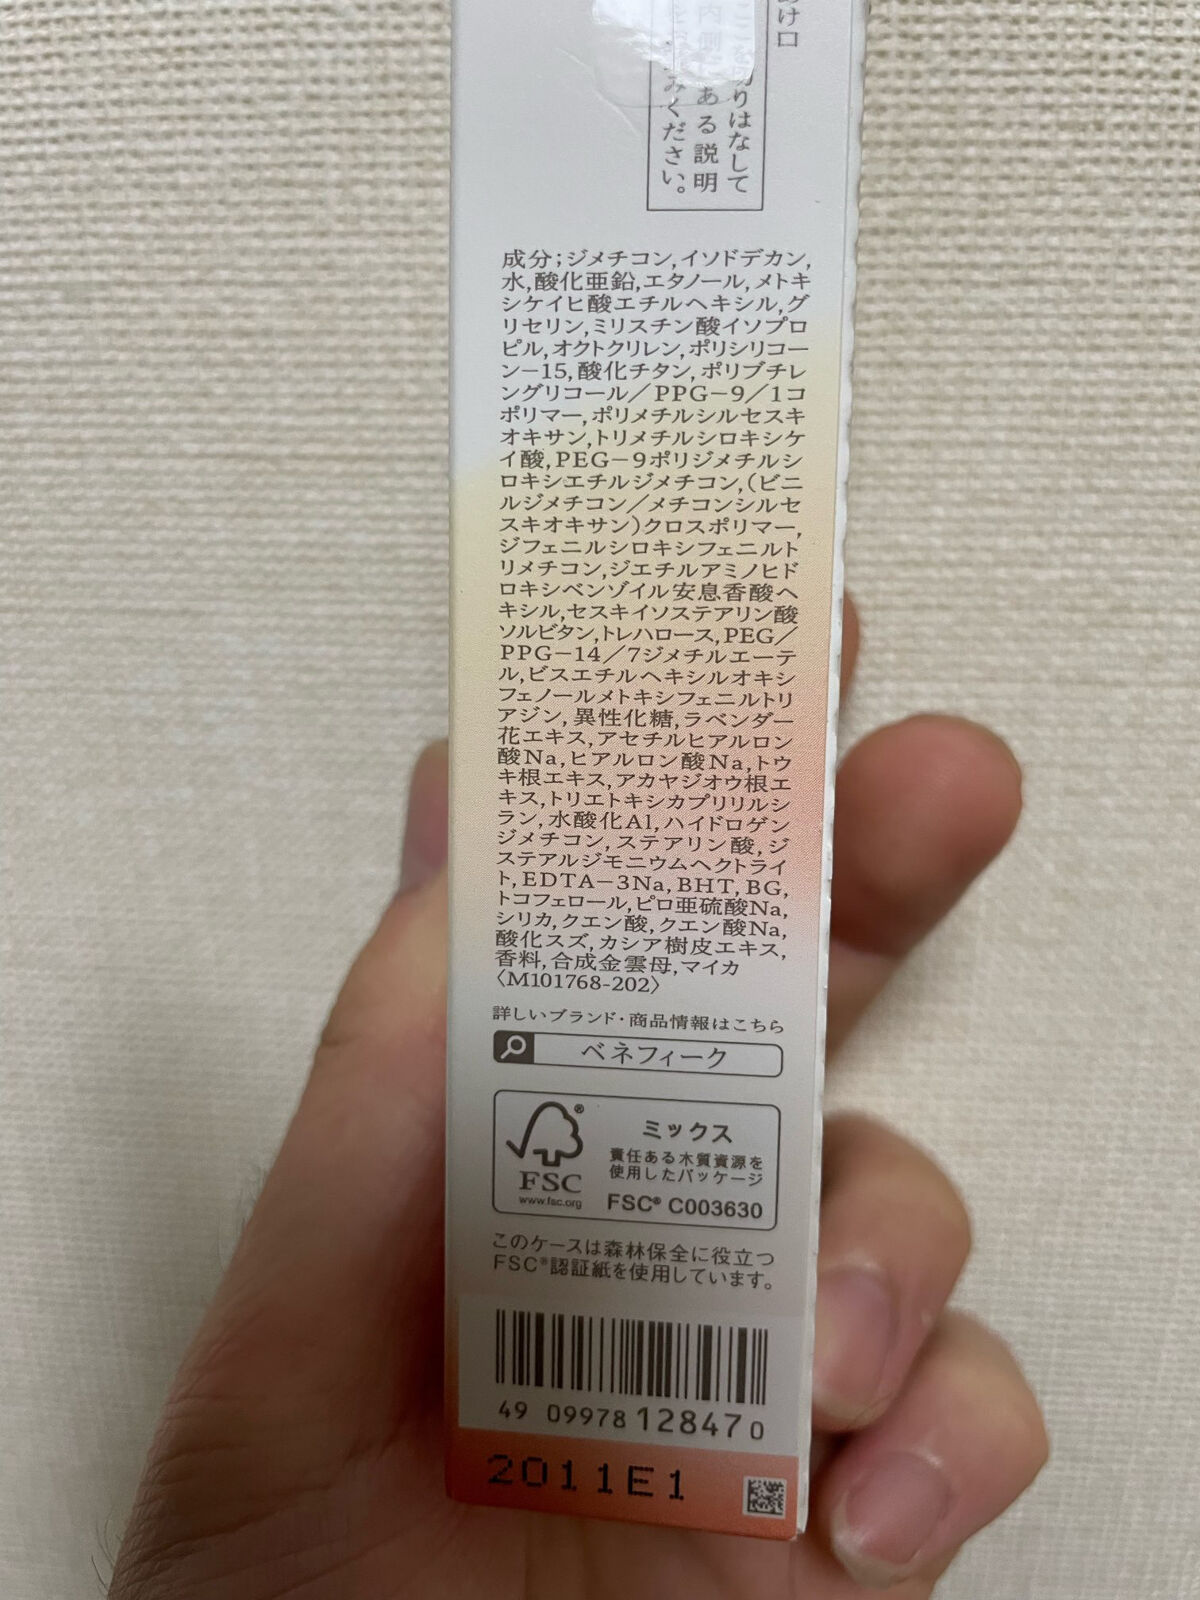 あけ口
ここを切りはなして
内側にある説明
みください。
成分;ジメチコン,イソドデカン,
水,酸化亜鉛,エタノール,メトキ
シケイヒ酸エチルヘキシル,グ
リセリン,ミリスチン酸イソプロ
ピル,オクトクリレン,ポリシリコー
ン−15,酸化チタン,ポリブチレ
ングリコール／PPG−9／1コ
ポリマー,ポリメチルシルセスキ
オキサン,トリメチルシロキシケ
イ酸,PEG−9ポリジメチルシ
ロキシエチルジメチコン,(ビニ
ルジメチコン／メチコンシルセ
スキオキサン)クロスポリマー,
ジフェニルシロキシフェニルト
リメチコン,ジエチルアミノヒド
ロキシベンゾイル安息香酸ヘ
キシル,セスキイソステアリン酸
ソルビタン,トレハロース,PEG／
PPG−14／7ジメチルエーテ
ル,ビスエチルヘキシルオキシ
フェノールメトキシフェニルトリ
アジン,異性化糖,ラベンダー
花エキス,アセチルヒアルロン
酸Na,ヒアルロン酸Na,トウ
キ根エキス,アカヤジオウ根エ
キス,トリエトキシカプリリルシ
ラン,水酸化Al,ハイドロゲン
ジメチコン,ステアリン酸,ジ
ステアルジモニウムヘクトライ
ト,EDTA−3Na,BHT,BG,
トコフェロール,ピロ亜硫酸Na,
シリカ,クエン酸,クエン酸Na,
酸化スズ,カシア樹皮エキス,
香料,合成金雲母,マイカ
〈M101768-202〉
詳しいブランド・商品情報はこちら
ベネフィーク
ミックス
責任ある木質資源を
使用したパッケージ
FSC® C003630
®
FSC
www.fsc.org
このケースは森林保全に役立つ
FSC®認証紙を使用しています。
49 09978 12847 0
2011E1